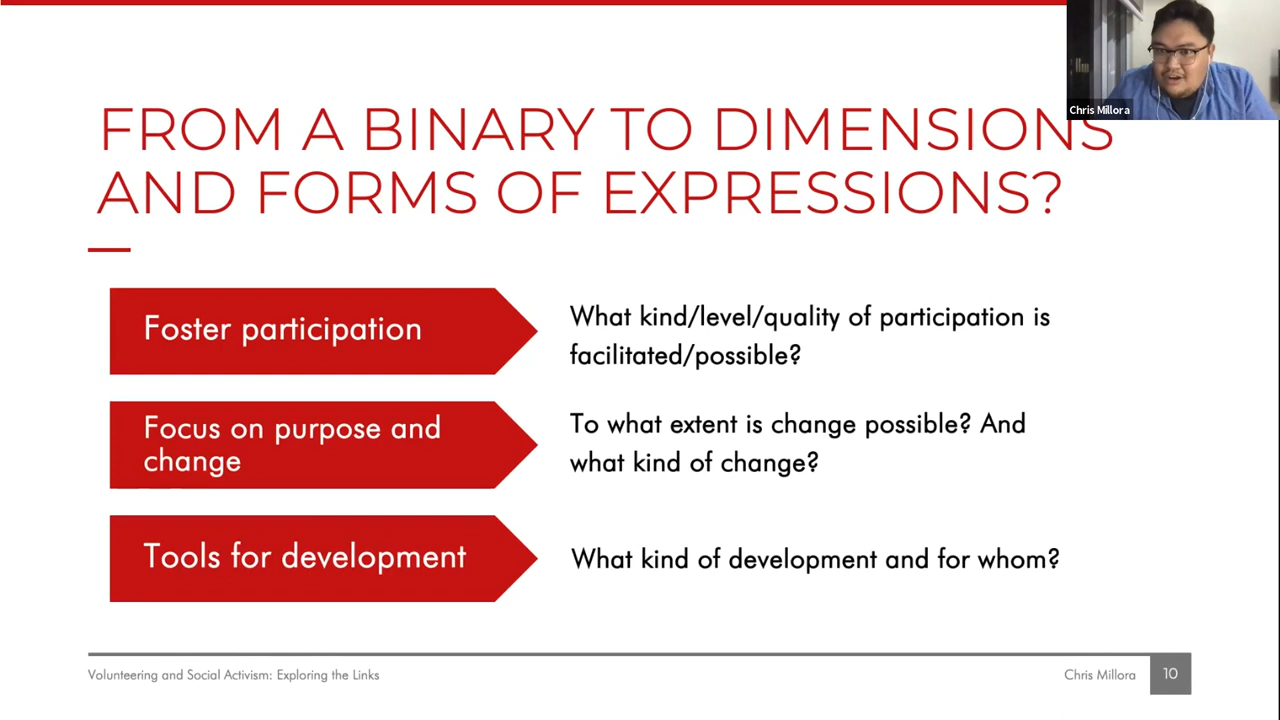 Chris Millora
FROM A BINARY TO DIMENSIONS
AND FORMS OF EXPRESSIONS?
Foster participation
What kind/level/quality of participation is
facilitated/possible?
Focus on purpose and
change
To what extent is change possible? And
what kind of change?
Tools for development
What kind of development and for whom?
Volunteering and Social Activism: Exploring the Links
Chris Millora
10